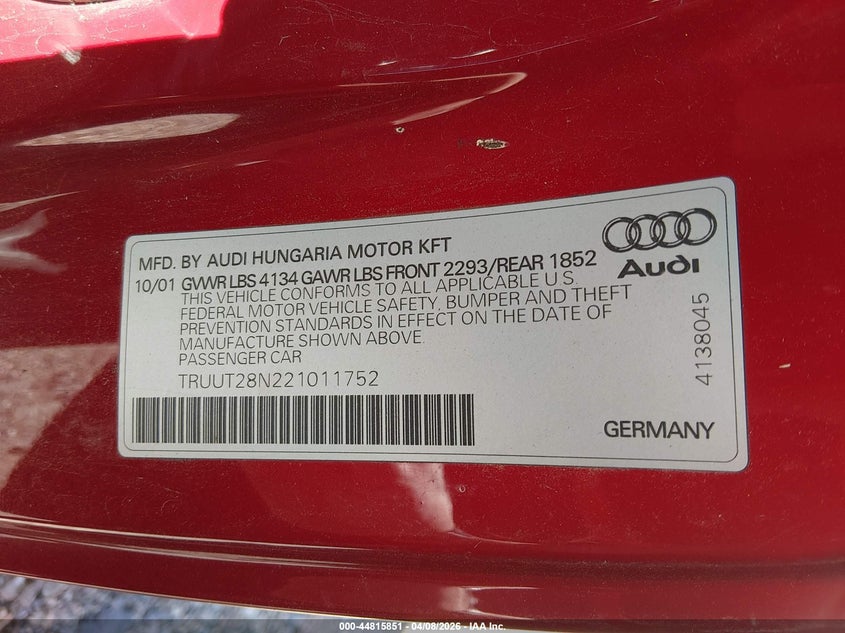 MFD. BY AUDI HUNGARIA MOTOR KFT
10/01 GVWR LBS 4134 GAWR LBS FRONT 2293/REAR 1852
THIS VEHICLE CONFORMS TO ALL APPLICABLE U S
FEDERAL MOTOR VEHICLE SAFETY, BUMPER AND THEFT
PREVENTION STANDARDS IN EFFECT ON THE DATE OF
MANUFACTURE SHOWN ABOVE.
PASSENGER CAR
TRUUT28N221011752
Audi
4138045
GERMANY
000-44815851 - 04/08/2026 - IAA Inc.